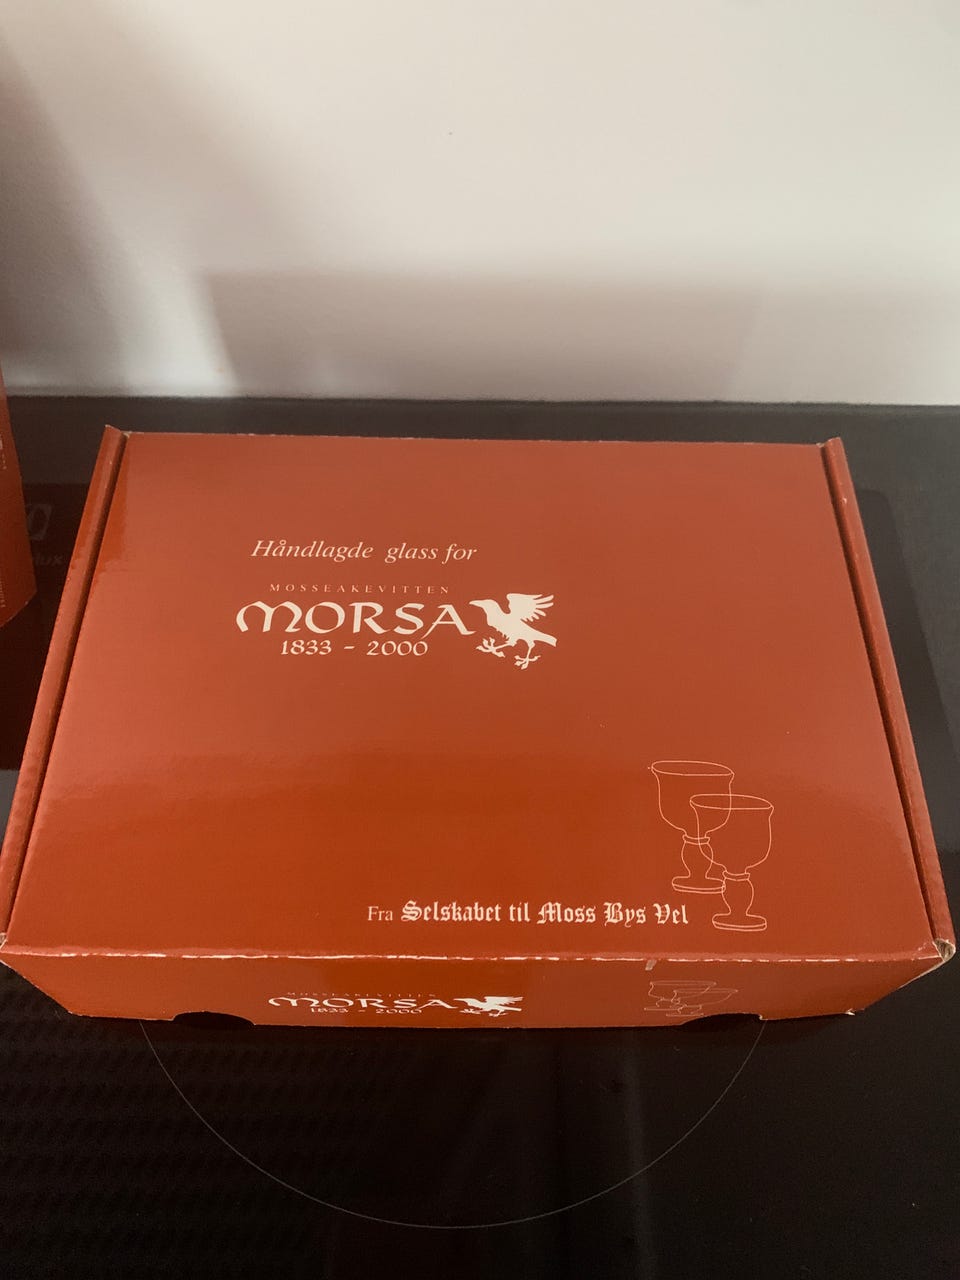 Håndlagde glass for
MOSSEAKEVITTEN
MORSA
1833 - 2000
Fra Selskabet til Moss Bys Vel
MOSSEAKEVITTEN
MORSA
1833 - 2000